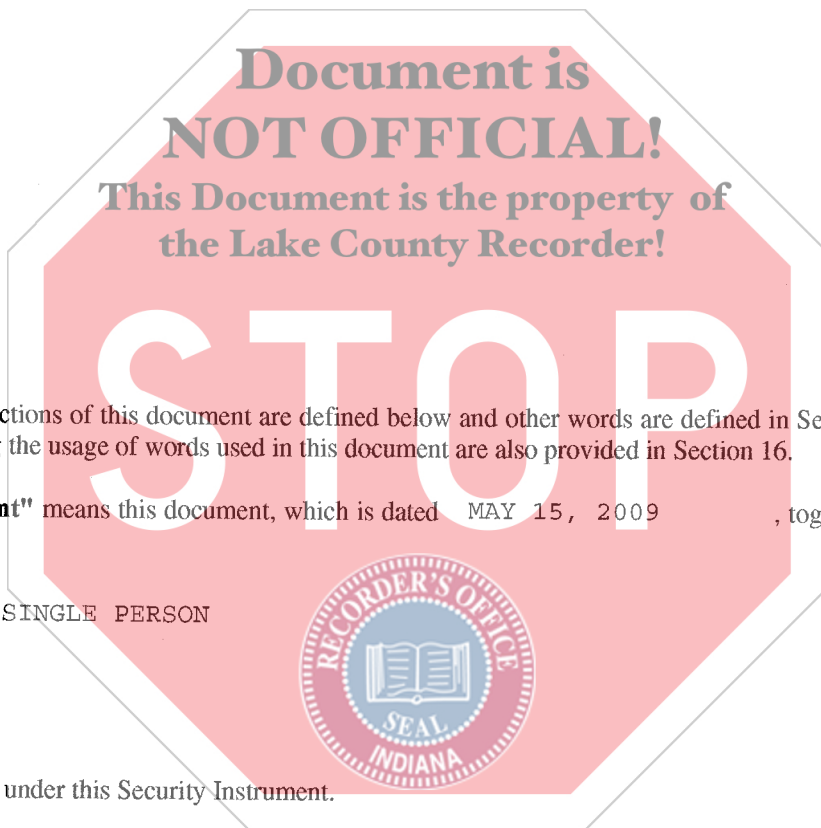 Document is
NOT OFFICIAL!
This Document is the property of
the Lake County Recorder!
STOP
ctions of this document are defined below and other words are defined in Se
the usage of words used in this document are also provided in Section 16.
nt" means this document, which is dated MAY 15, 2009 , tog
SINGLE PERSON
RECORDER'S OFFICE
SEAL
INDIANA
under this Security Instrument.